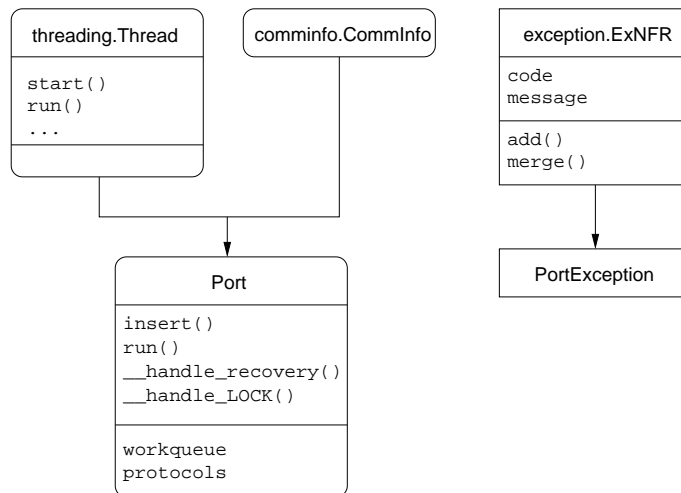 threading.Thread
start()
run()
...
comminfo.CommInfo
exception.ExNFR
code
message
add()
merge()
Port
insert()
run()
__handle_recovery()
__handle_LOCK()
workqueue
protocols
PortException